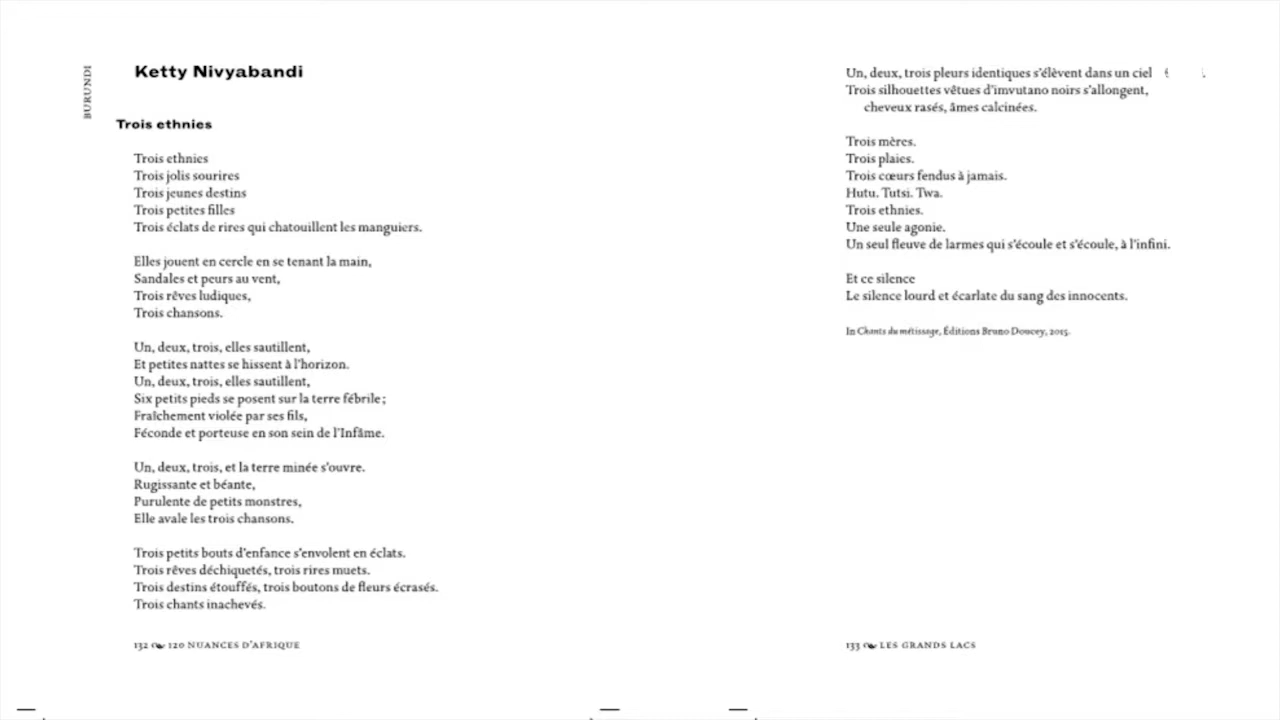 BURUNDI
Ketty Nivyabandi
Trois ethnies
Trois ethnies
Trois jolis sourires
Trois jeunes destins
Trois petites filles
Trois éclats de rires qui chatouillent les manguiers.
Elles jouent en cercle en se tenant la main,
Sandales et peurs au vent,
Trois rêves ludiques,
Trois chansons.
Un, deux, trois, elles sautillent,
Et petites nattes se hissent à l'horizon.
Un, deux, trois, elles sautillent,
Six petits pieds se posent sur la terre fébrile ;
Fraîchement violée par ses fils,
Féconde et porteuse en son sein de l'Infâme.
Un, deux, trois, et la terre minée s'ouvre.
Rugissante et béante,
Purulente de petits monstres,
Elle avale les trois chansons.
Trois petits bouts d'enfance s'envolent en éclats.
Trois rêves déchiquetés, trois rires muets.
Trois destins étouffés, trois boutons de fleurs écrasés.
Trois chants inachevés.
132 120 NUANCES D'AFRIQUE
Un, deux, trois pleurs identiques s'élèvent dans un ciel
Trois silhouettes vêtues d'imvutano noirs s'allongent,
cheveux rasés, âmes calcinées.
Trois mères.
Trois plaies.
Trois cœurs fendus à jamais.
Hutu. Tutsi. Twa.
Trois ethnies.
Une seule agonie.
Un seul fleuve de larmes qui s'écoule et s'écoule, à l'infini.
Et ce silence
Le silence lourd et écarlate du sang des innocents.
In Chants du métissage, Éditions Bruno Doucey, 2015.
133 LES GRANDS LACS